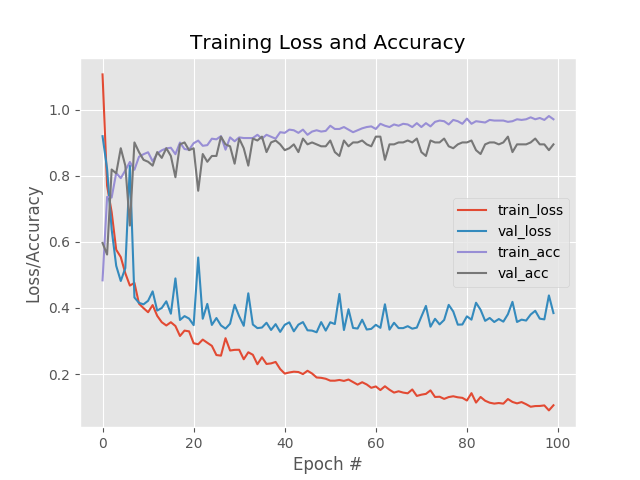 Training Loss and Accuracy
Loss/Accuracy
1.0
0.8
0.6
0.4
0.2
train_loss
val_loss
train_acc
val_acc
0 20 40 60 80 100
Epoch #